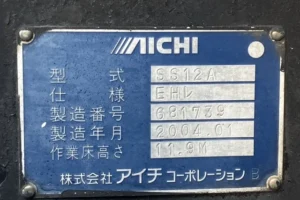 AICHI
型式 SS12A
仕様 EHL
製造番号 GB1739
製造年月 2004.01
作業床高さ 11.9M
株式会社 アイチ コーポレーション B